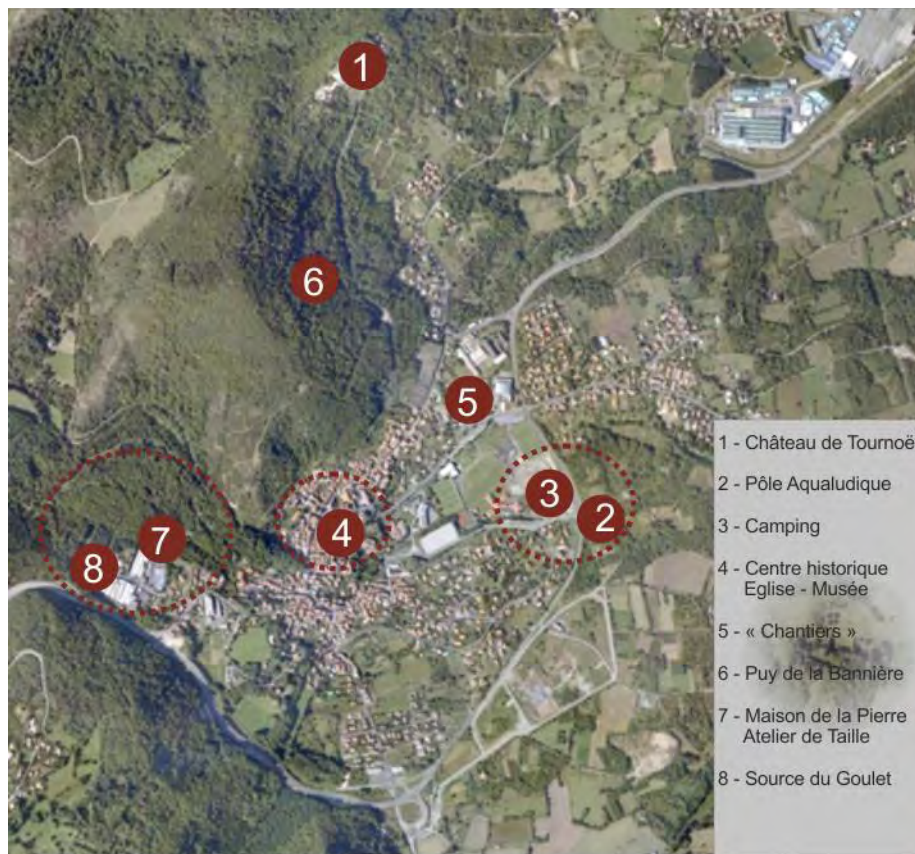 1
6
5
3
2
4
7
8
1 - Château de Tournoë
2 - Pôle Aqualudique
3 - Camping
4 - Centre historique
Eglise - Musée
5 - « Chantiers »
6 - Puy de la Bannière
7 - Maison de la Pierre
Atelier de Taille
8 - Source du Goulet